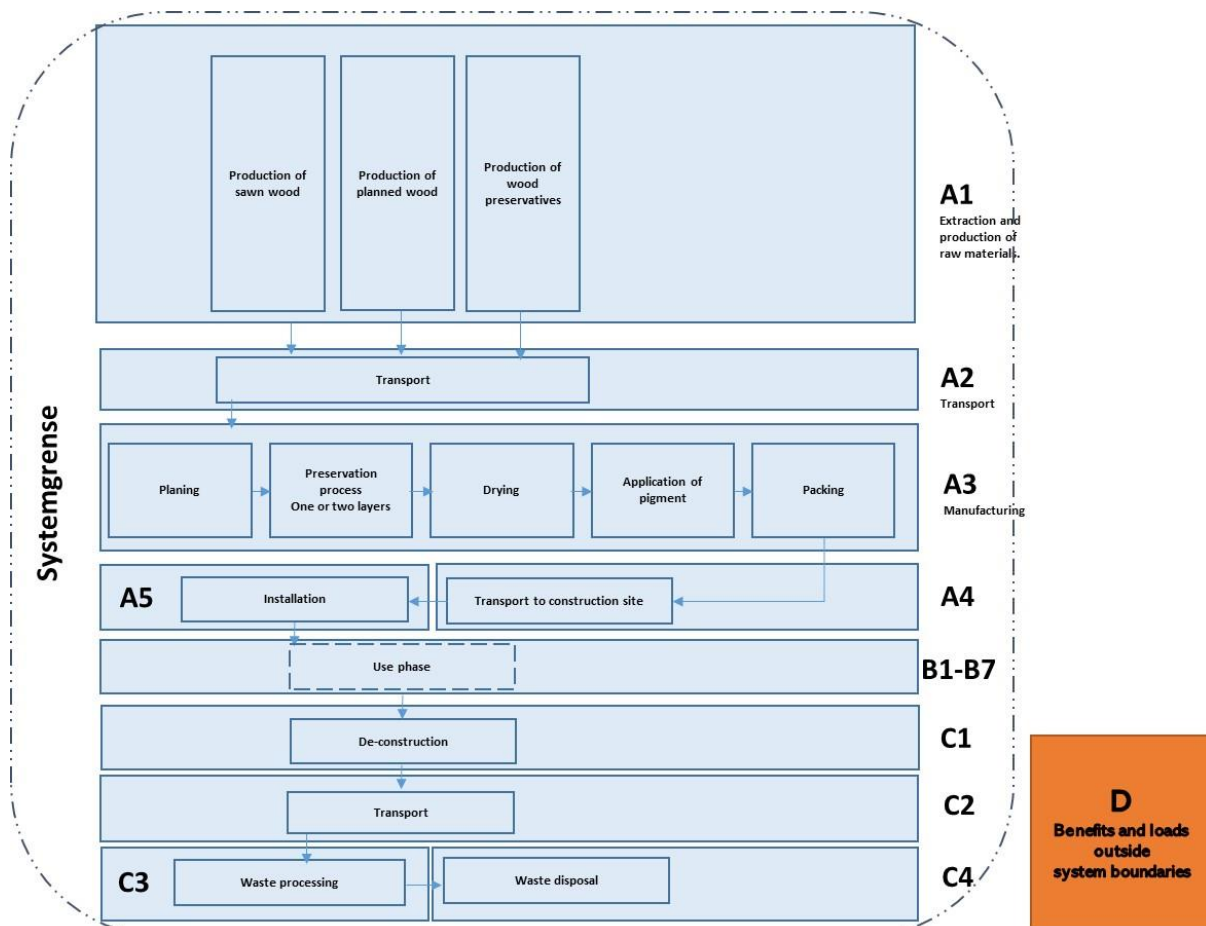 Systemgrense
Production of
sawn wood
Production of
planned wood
Production of
wood
preservatives
A1
Extraction and
production of
raw materials.
Transport
A2
Transport
Planing
Preservation
process
One or two layers
Drying
Application of
pigment
Packing
A3
Manufacturing
A5
Installation
Transport to construction site
A4
Use phase
B1-B7
De-construction
C1
Transport
C2
C3
Waste processing
Waste disposal
C4
D
Benefits and loads
outside
system boundaries